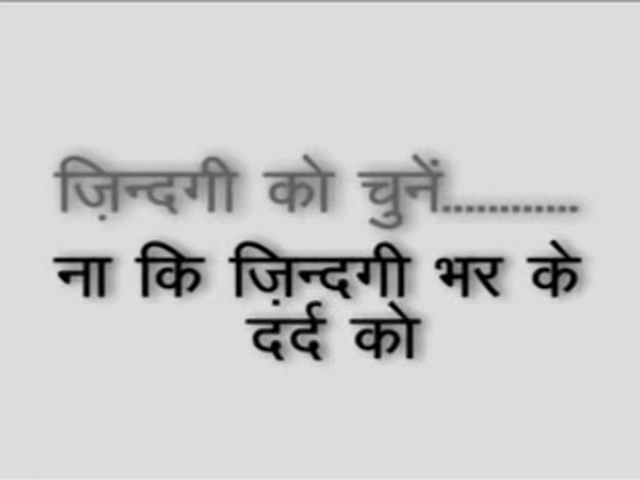 ज़िन्दगी को चुनें............
ना कि ज़िन्दगी भर के
दर्द को